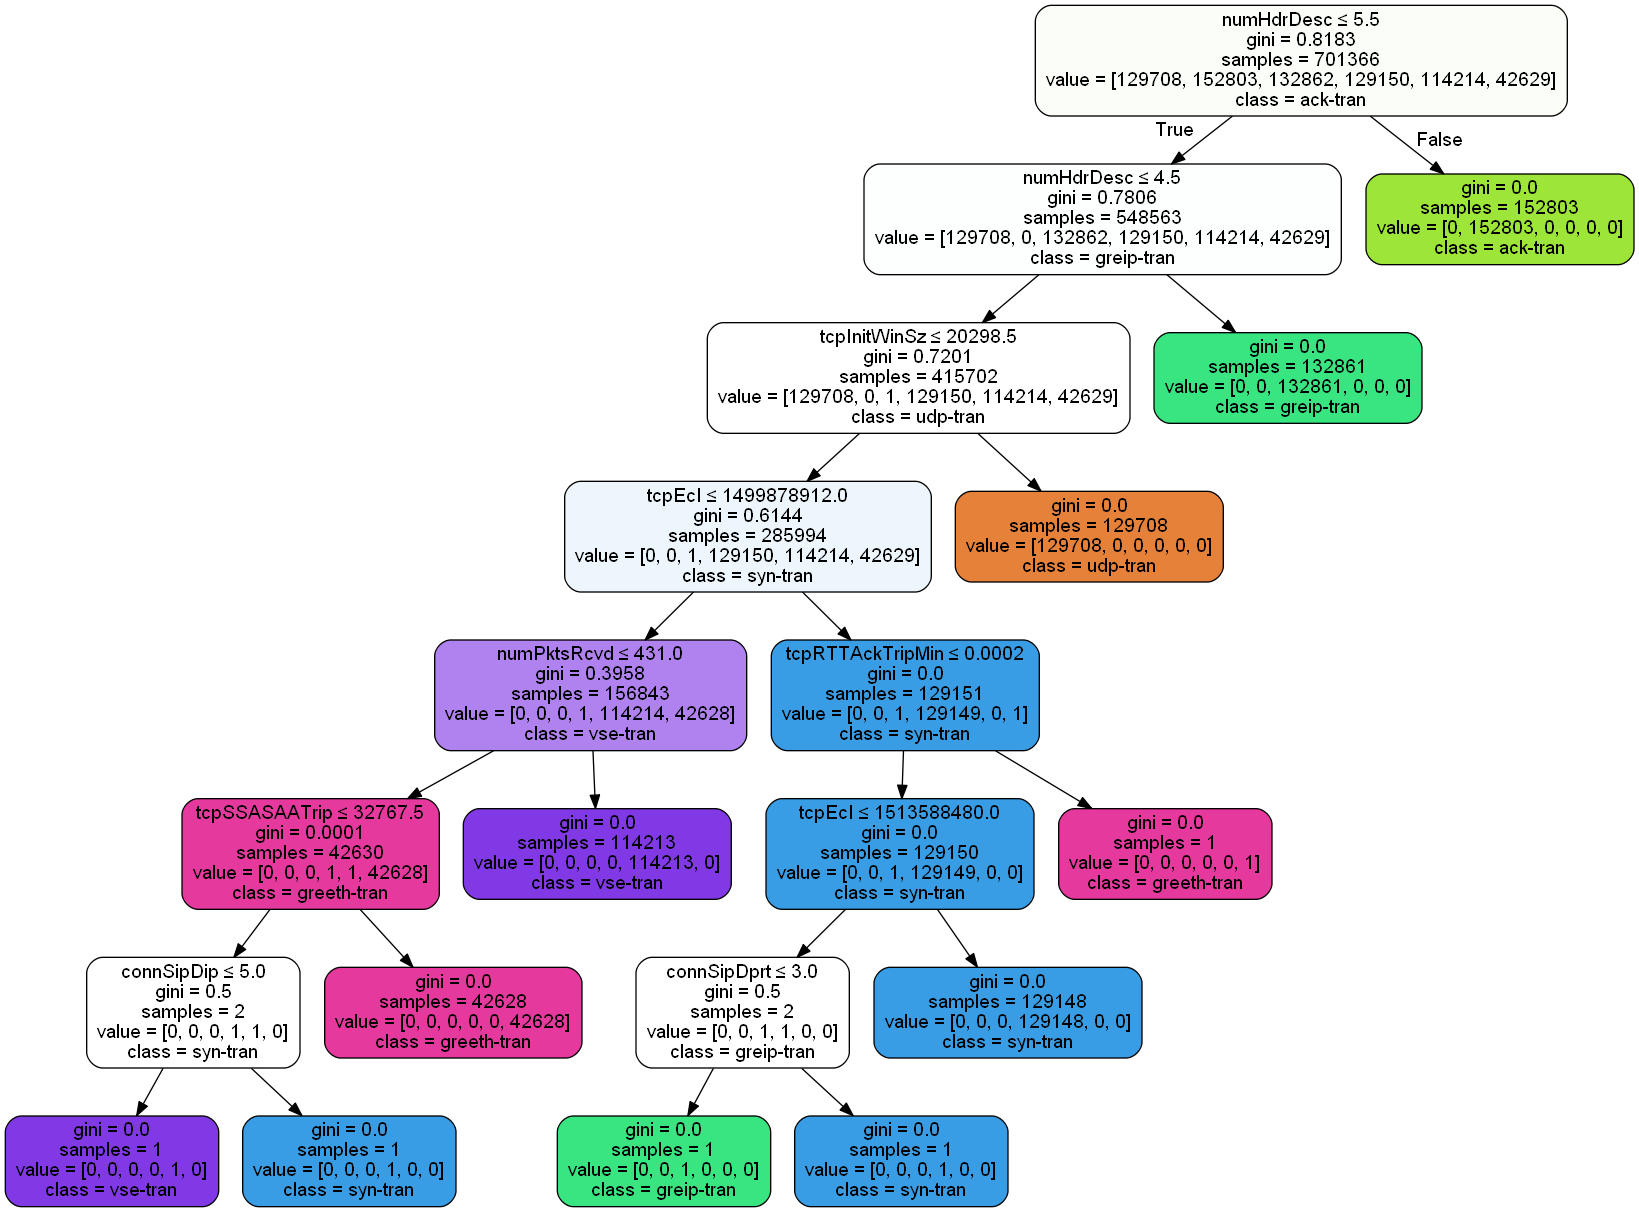 numHdrDesc ≤ 5.5
gini = 0.8183
samples = 701366
value = [129708, 152803, 132862, 129150, 114214, 42629]
class = ack-tran
True
False
numHdrDesc ≤ 4.5
gini = 0.7806
samples = 548563
value = [129708, 0, 132862, 129150, 114214, 42629]
class = greip-tran
gini = 0.0
samples = 152803
value = [0, 152803, 0, 0, 0, 0]
class = ack-tran
tcpInitWinSz ≤ 20298.5
gini = 0.7201
samples = 415702
value = [129708, 0, 1, 129150, 114214, 42629]
class = udp-tran
gini = 0.0
samples = 132861
value = [0, 0, 132861, 0, 0, 0]
class = greip-tran
tcpEcI ≤ 1499878912.0
gini = 0.6144
samples = 285994
value = [0, 0, 1, 129150, 114214, 42629]
class = syn-tran
gini = 0.0
samples = 129708
value = [129708, 0, 0, 0, 0, 0]
class = udp-tran
numPktsRcvd ≤ 431.0
gini = 0.3958
samples = 156843
value = [0, 0, 0, 1, 114214, 42628]
class = vse-tran
tcpRTTAckTripMin ≤ 0.0002
gini = 0.0
samples = 129151
value = [0, 0, 1, 129149, 0, 1]
class = syn-tran
tcpSSASAATrip ≤ 32767.5
gini = 0.0001
samples = 42630
value = [0, 0, 0, 1, 1, 42628]
class = greeth-tran
gini = 0.0
samples = 114213
value = [0, 0, 0, 0, 114213, 0]
class = vse-tran
tcpEcI ≤ 1513588480.0
gini = 0.0
samples = 129150
value = [0, 0, 1, 129149, 0, 0]
class = syn-tran
gini = 0.0
samples = 1
value = [0, 0, 0, 0, 0, 1]
class = greeth-tran
connSipDip ≤ 5.0
gini = 0.5
samples = 2
value = [0, 0, 0, 1, 1, 0]
class = syn-tran
gini = 0.0
samples = 42628
value = [0, 0, 0, 0, 0, 42628]
class = greeth-tran
connSipDprt ≤ 3.0
gini = 0.5
samples = 2
value = [0, 0, 1, 1, 0, 0]
class = greip-tran
gini = 0.0
samples = 129148
value = [0, 0, 0, 129148, 0, 0]
class = syn-tran
gini = 0.0
samples = 1
value = [0, 0, 0, 0, 1, 0]
class = vse-tran
gini = 0.0
samples = 1
value = [0, 0, 0, 1, 0, 0]
class = syn-tran
gini = 0.0
samples = 1
value = [0, 0, 1, 0, 0, 0]
class = greip-tran
gini = 0.0
samples = 1
value = [0, 0, 0, 1, 0, 0]
class = syn-tran